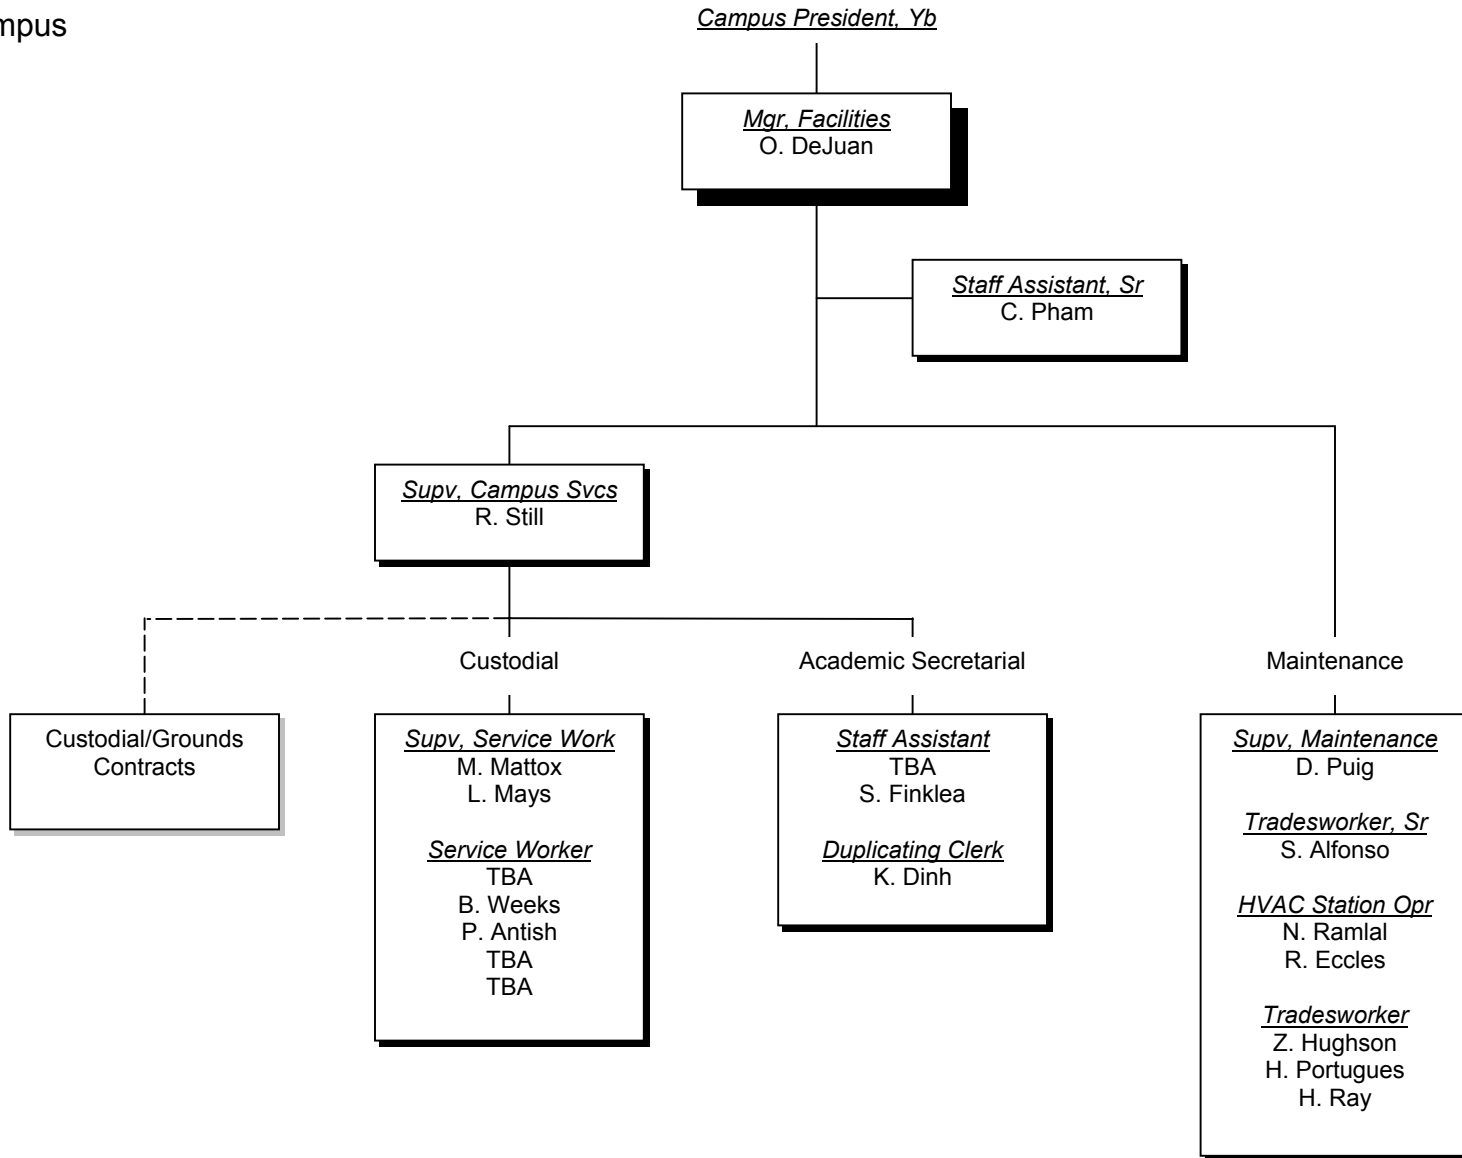 mpus
Campus President, Yb
Mgr, Facilities
O. DeJuan
Staff Assistant, Sr
C. Pham
Supv, Campus Svcs
R. Still
Custodial
Academic Secretarial
Maintenance
Custodial/Grounds
Contracts
Supv, Service Work
M. Mattox
L. Mays
Service Worker
TBA
B. Weeks
P. Antish
TBA
TBA
Staff Assistant
TBA
S. Finklea
Duplicating Clerk
K. Dinh
Supv, Maintenance
D. Puig
Tradesworker, Sr
S. Alfonso
HVAC Station Opr
N. Ramlal
R. Eccles
Tradesworker
Z. Hughson
H. Portugues
H. Ray